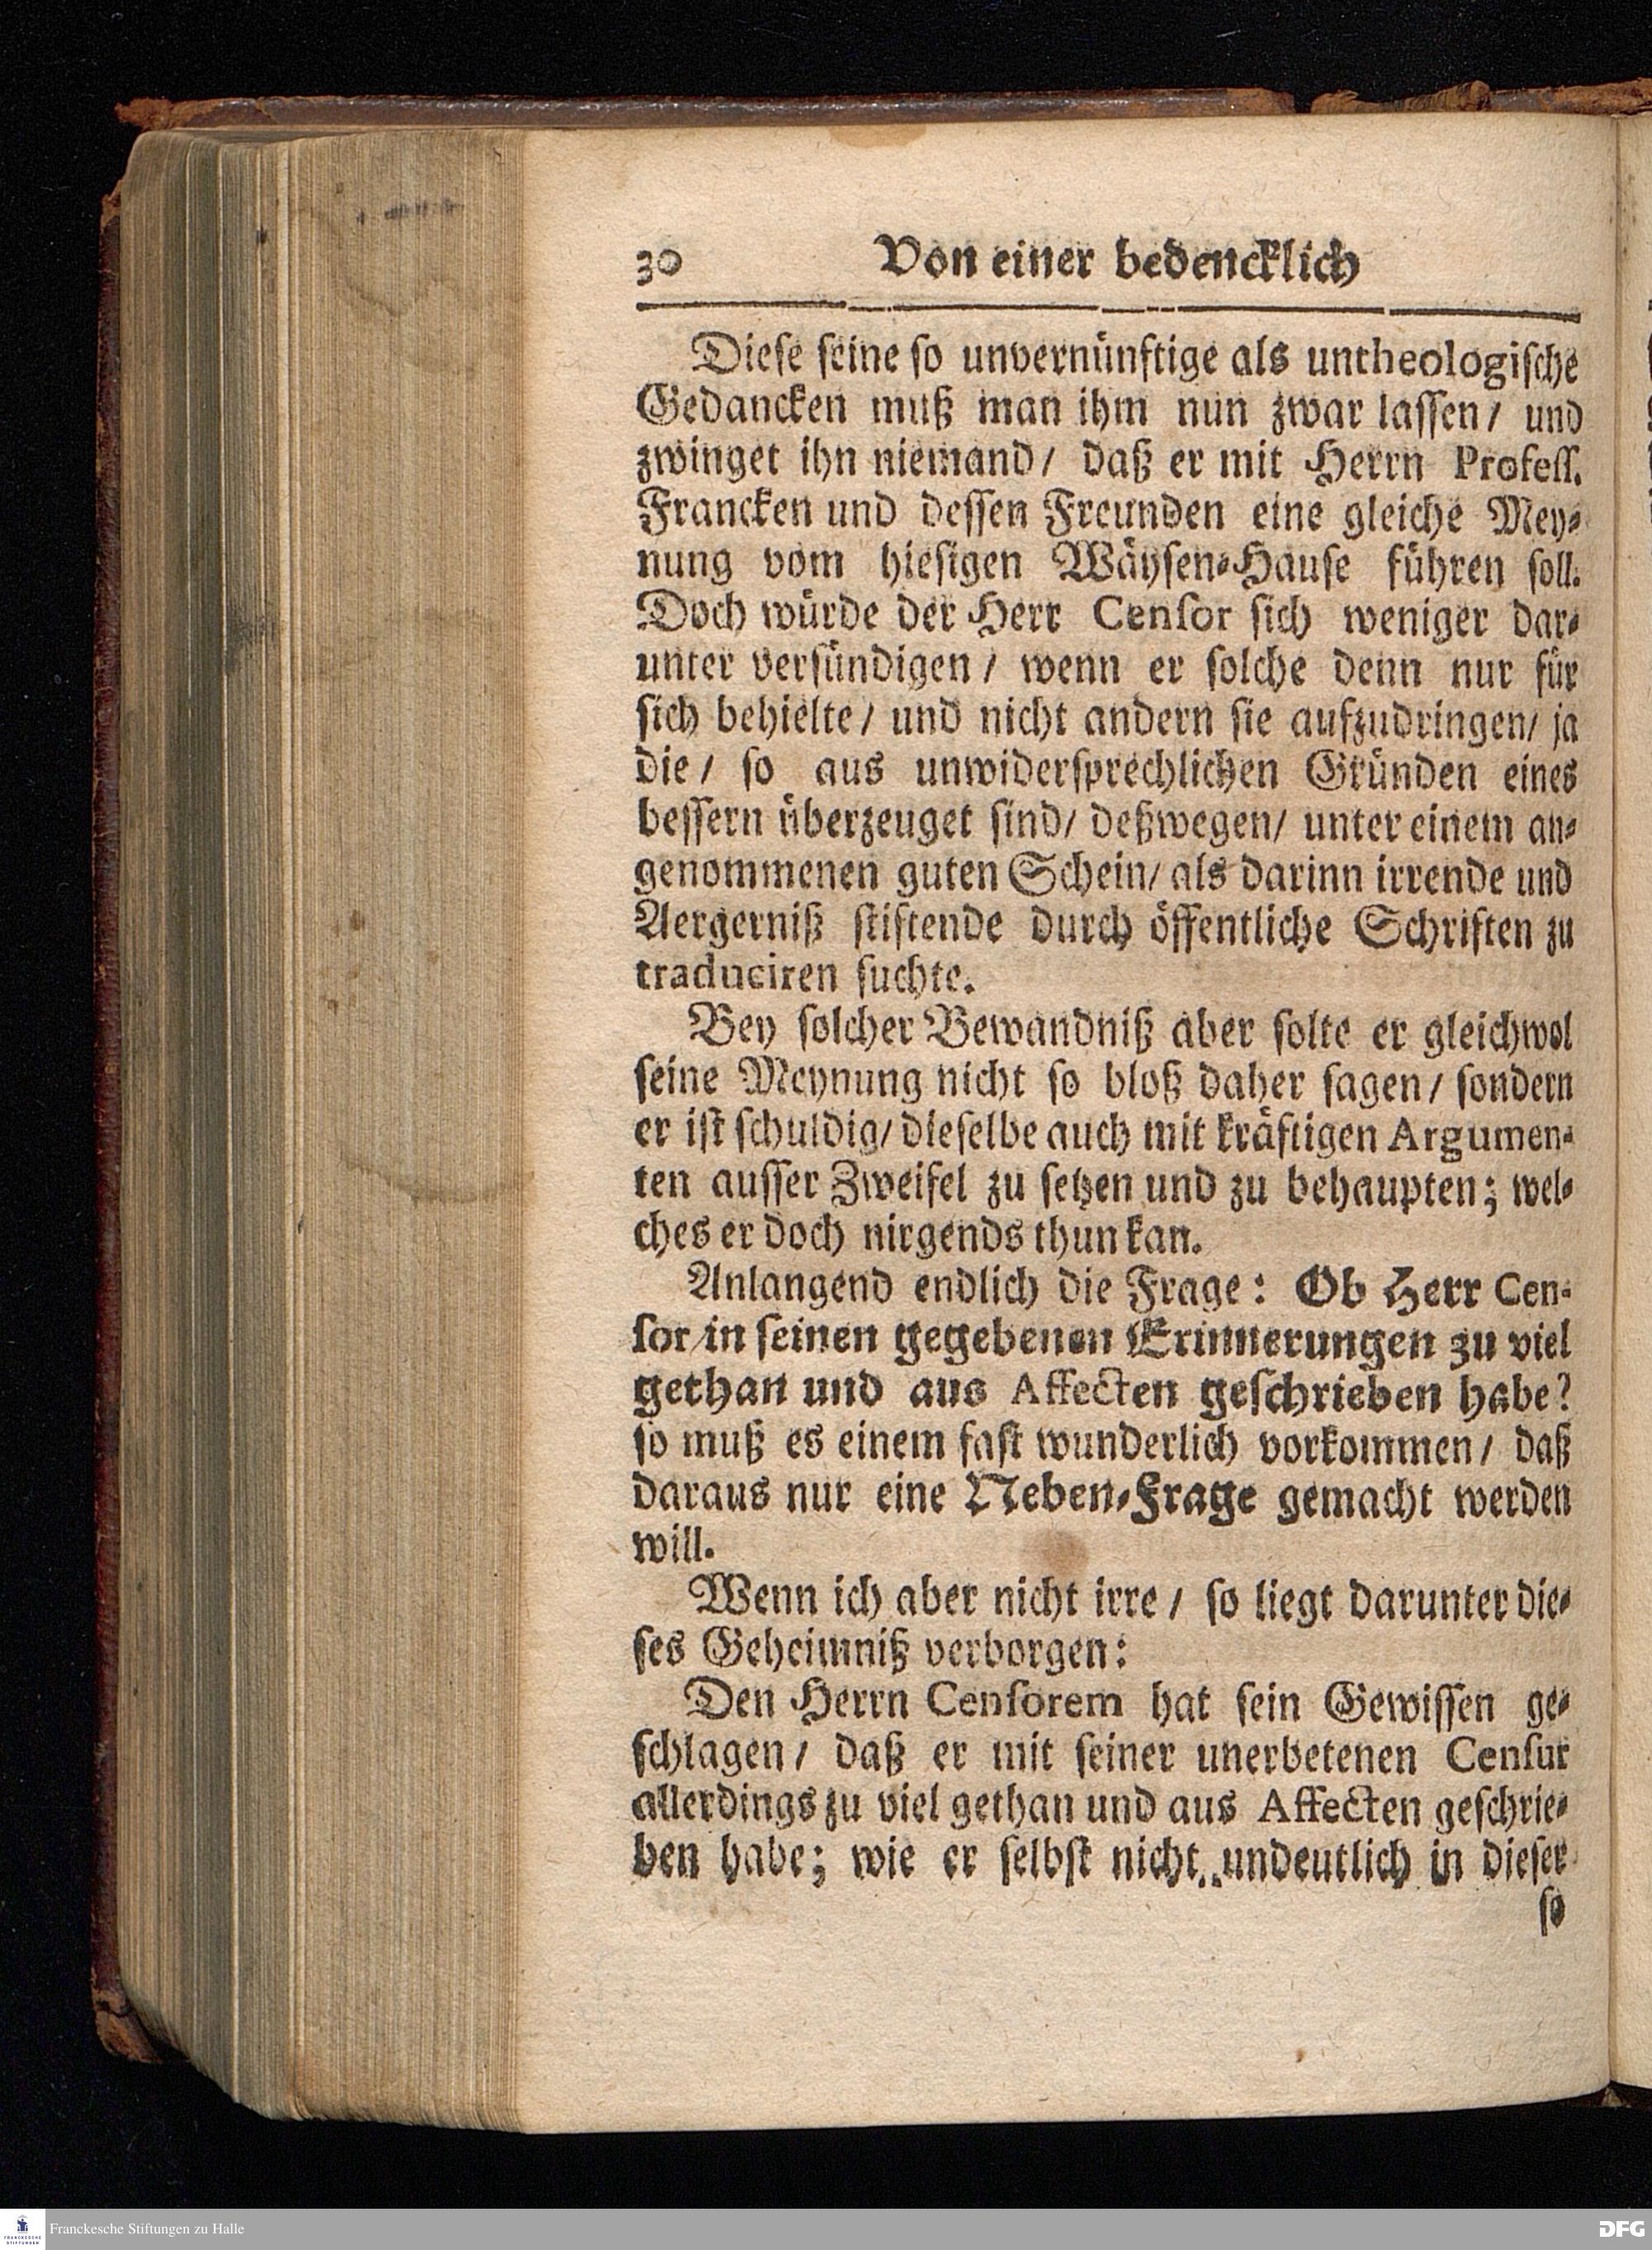 30 Von einer bedencklich
Dieſe ſeine ſo unvernünftige als untheologiſche
Gedancken muß man ihm nun zwar laſſen/ und
zwinget ihn niemand/ daß er mit Herrn Profeſſ.
Francken und deſſen Freunden eine gleiche Mey-
nung vom hieſigen Wäyſen-Hauſe führen ſoll.
Doch würde der Herr Cenſor ſich weniger dar-
unter verſündigen/ wenn er ſolche denn nur für
ſich behielte/ und nicht andern ſie aufzudringen/ ja
die/ ſo aus unwiderſprechlichen Gründen eines
beſſern überzeuget ſind/ deßwegen/ unter einem an-
genommenen guten Schein/ als darinn irrende und
Aergerniß ſtiftende durch öffentliche Schriften zu
traduciren ſuchte.
Bey ſolcher Bewandniß aber ſolte er gleichwol
ſeine Meynung nicht ſo bloß daher ſagen/ ſondern
er iſt ſchuldig/ dieſelbe auch mit kräftigen Argumen-
ten auſſer Zweifel zu ſetzen und zu behaupten; wel-
ches er doch nirgends thun kan.
Anlangend endlich die Frage: Ob Herr Cen-
ſor/in ſeinen gegebenen Erinnerungen zu viel
gethan und aus Affecten geſchrieben habe?
ſo muß es einem faſt wunderlich vorkommen/ daß
daraus nur eine Neben-Frage gemacht werden
will.
Wenn ich aber nicht irre/ ſo liegt darunter die-
ſes Geheimniß verborgen:
Den Herrn Cenſorem hat ſein Gewiſſen ge-
ſchlagen/ daß er mit ſeiner unerbetenen Cenſur
allerdings zu viel gethan und aus Affecten geſchrie-
ben habe; wie er ſelbſt nicht undeutlich in dieſer
ſo
FRANCKESCHE STIFTUNGEN
Franckesche Stiftungen zu Halle
DFG